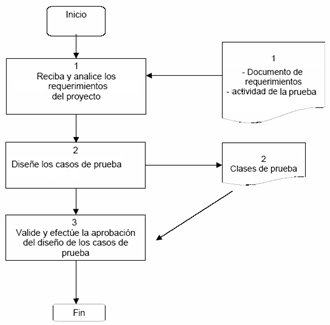 Inicio
1
Reciba y analice los
requerimientos
del proyecto
1
- Documento de
requerimientos
- actividad de la prueba
2
Diseñe los casos de prueba
2
Clases de prueba
3
Valide y efectúe la aprobación
del diseño de los casos de
prueba
Fin